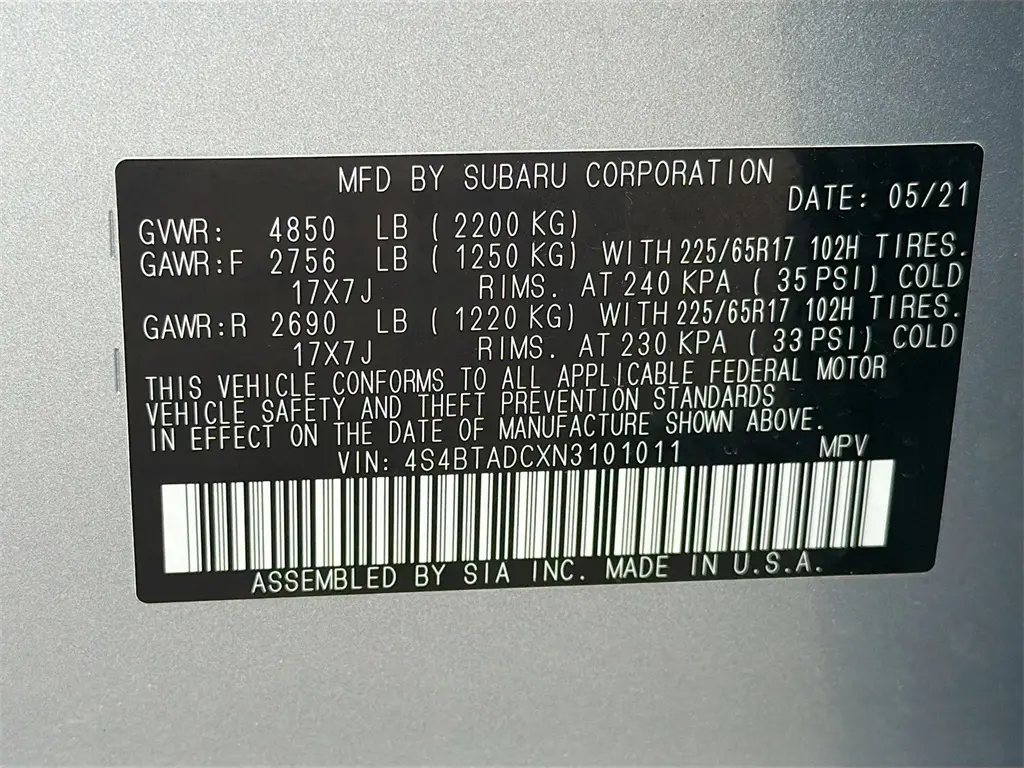 MFD BY SUBARU CORPORATION
DATE: 05/21
GVWR: 4850 LB (2200 KG)
GAWR:F 2756 LB (1250 KG) WITH 225/65R17 102H TIRES.
17X7J RIMS. AT 240 KPA (35 PSI) COLD
GAWR:R 2690 LB (1220 KG) WITH 225/65R17 102H TIRES.
17X7J RIMS. AT 230 KPA (33 PSI) COLD
THIS VEHICLE CONFORMS TO ALL APPLICABLE FEDERAL MOTOR
VEHICLE SAFETY AND THEFT PREVENTION STANDARDS
IN EFFECT ON THE DATE OF MANUFACTURE SHOWN ABOVE.
VIN: 4S4BTADCXN3101011 MPV
ASSEMBLED BY SIA INC. MADE IN U.S.A.